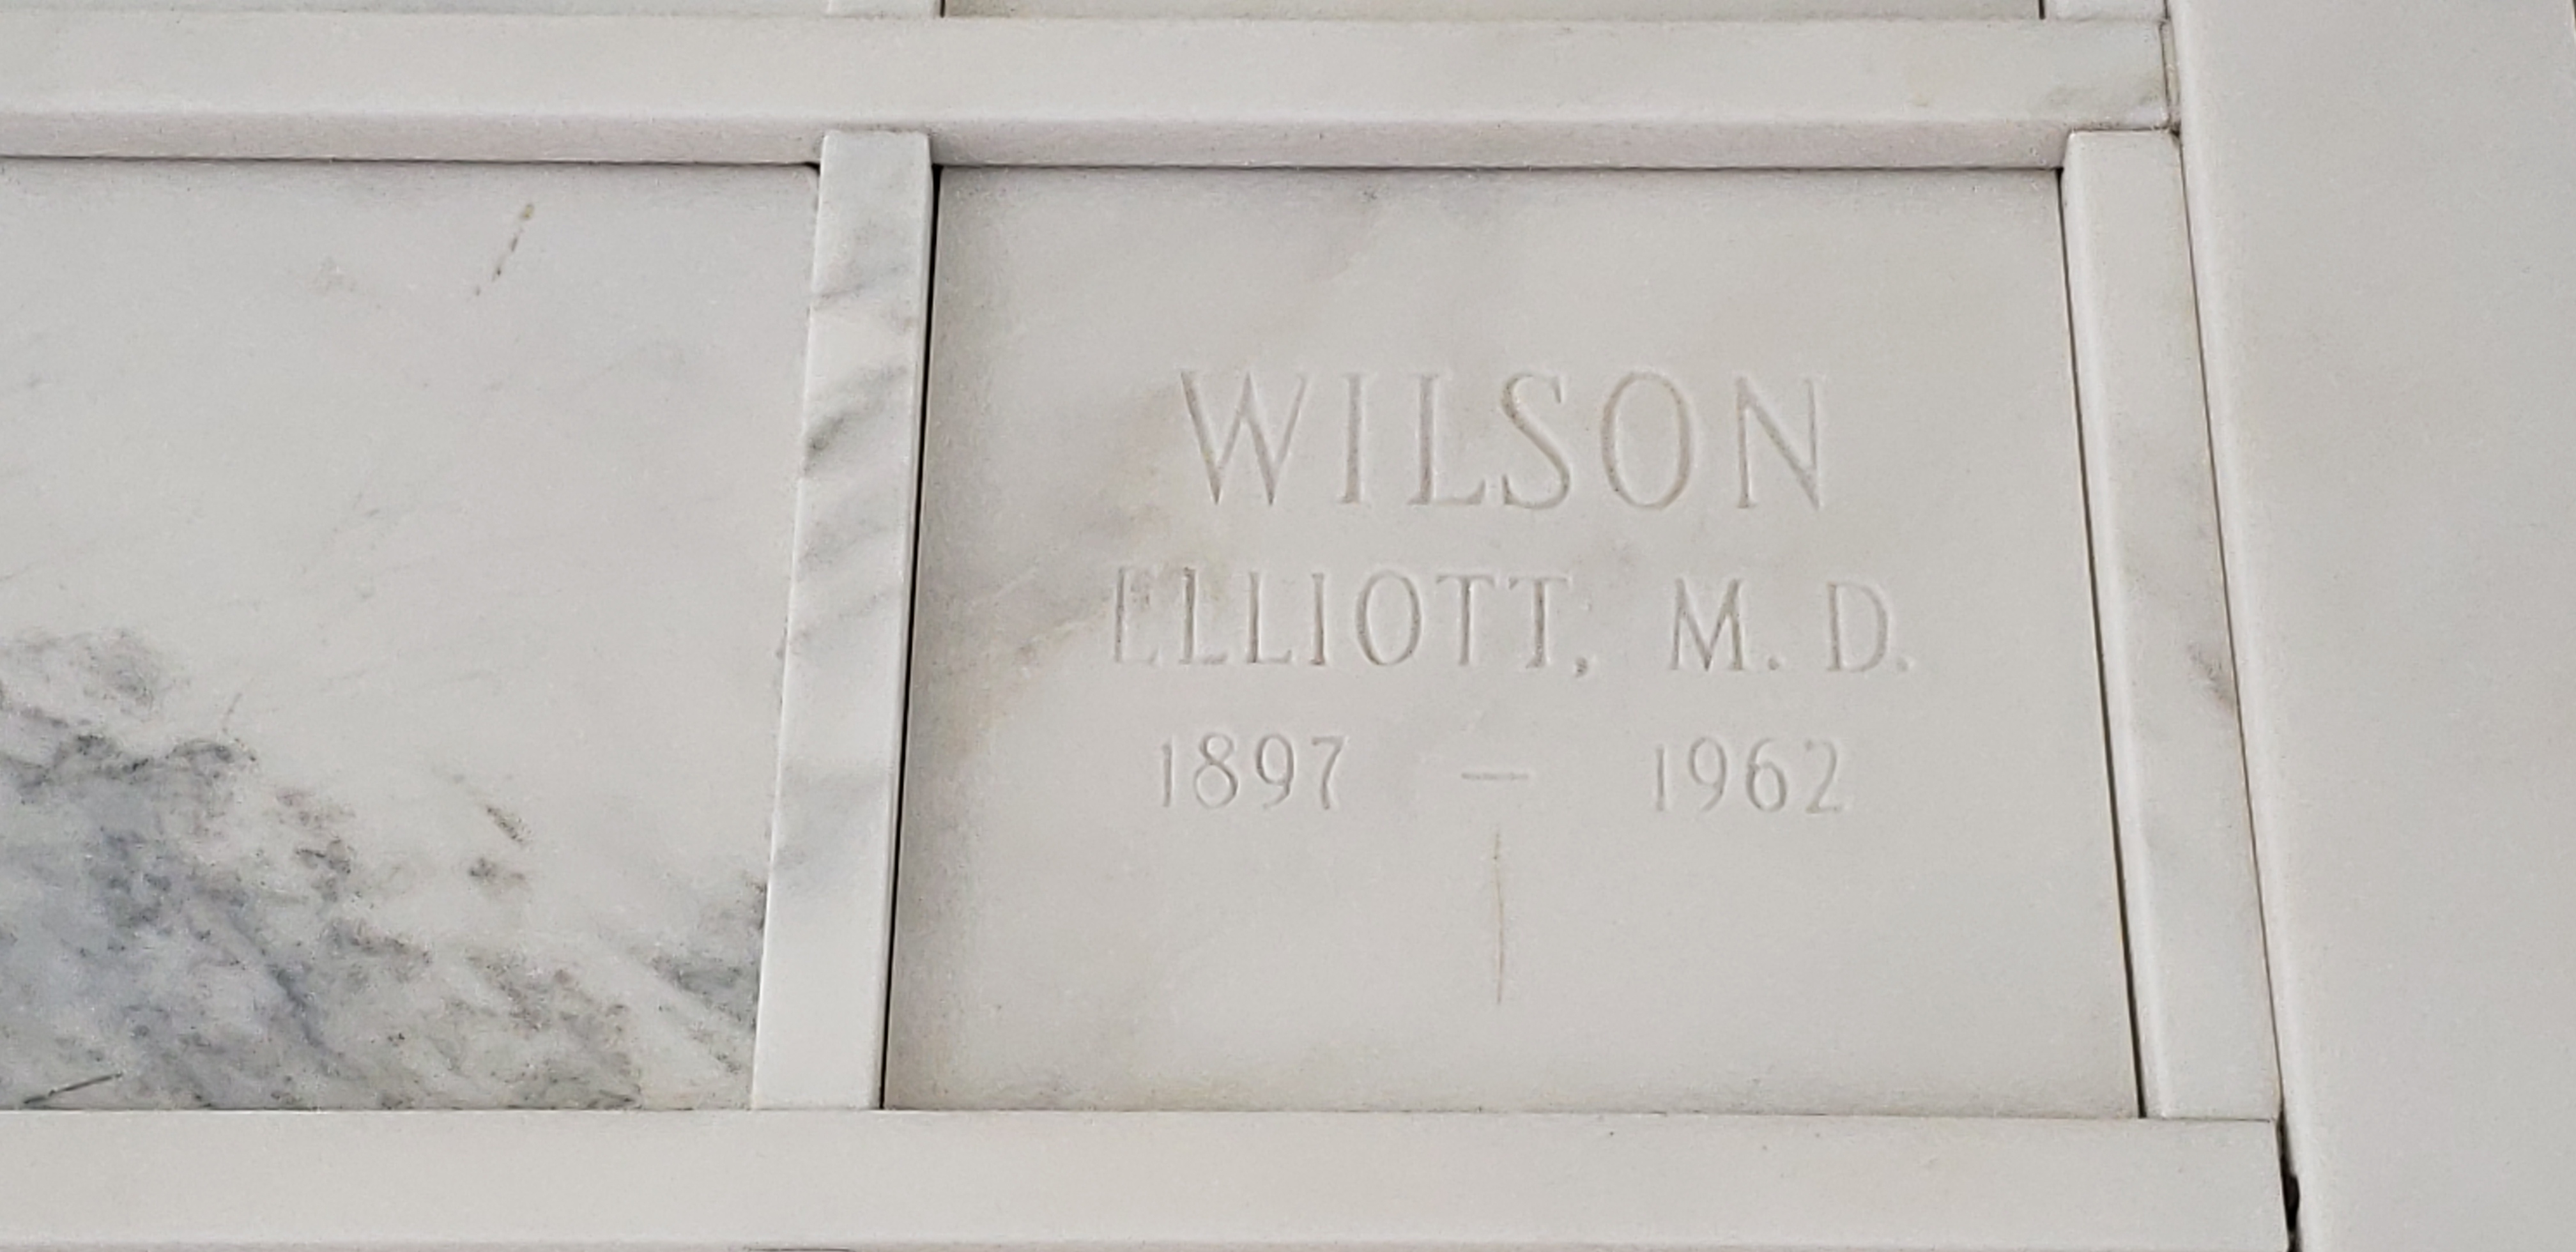 WILSON
ELLIOTT, M. D.
1897 — 1962